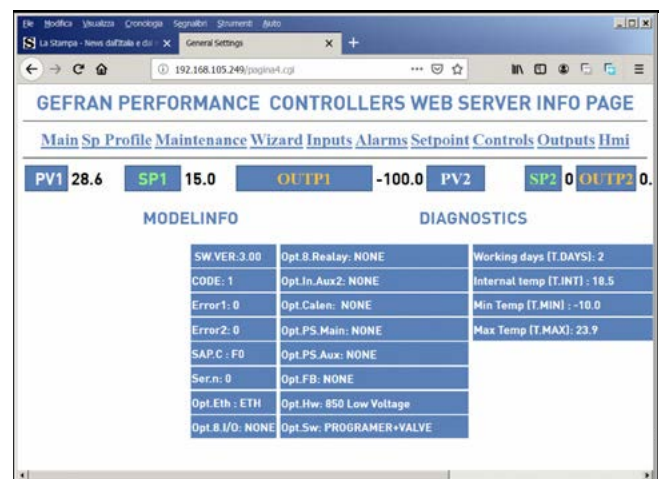 File Modifica Visualizza Cronologia Segnalibri Strumenti Aiuto
La Stampa - News dall'Italia e dal
General Settings
192.168.105.249/pagina4.cgi
GEFRAN PERFORMANCE CONTROLLERS WEB SERVER INFO PAGE
Main Sp Profile Maintenance Wizard Inputs Alarms Setpoint Controls Outputs Hmi
PV1 28.6 SP1 15.0 OUTP1 -100.0 PV2 SP2 0 OUTP2 0.
MODELINFO DIAGNOSTICS
SW.VER:3.00 Opt.8.Realay: NONE Working days (T.DAYS): 2
CODE: 1 Opt.In.Aux2: NONE Internal temp (T.INT) : 18.5
Error1: 0 Opt.Calen: NONE Min Temp (T.MIN) : -10.0
Error2: 0 Opt.PS.Main: NONE Max Temp (T.MAX): 23.9
SAP.C : F0 Opt.PS.Aux: NONE
Ser.n: 0 Opt.FB: NONE
Opt.Eth : ETH Opt.Hw: 850 Low Voltage
Opt.8.I/O: NONE Opt.Sw: PROGRAMER+VALVE